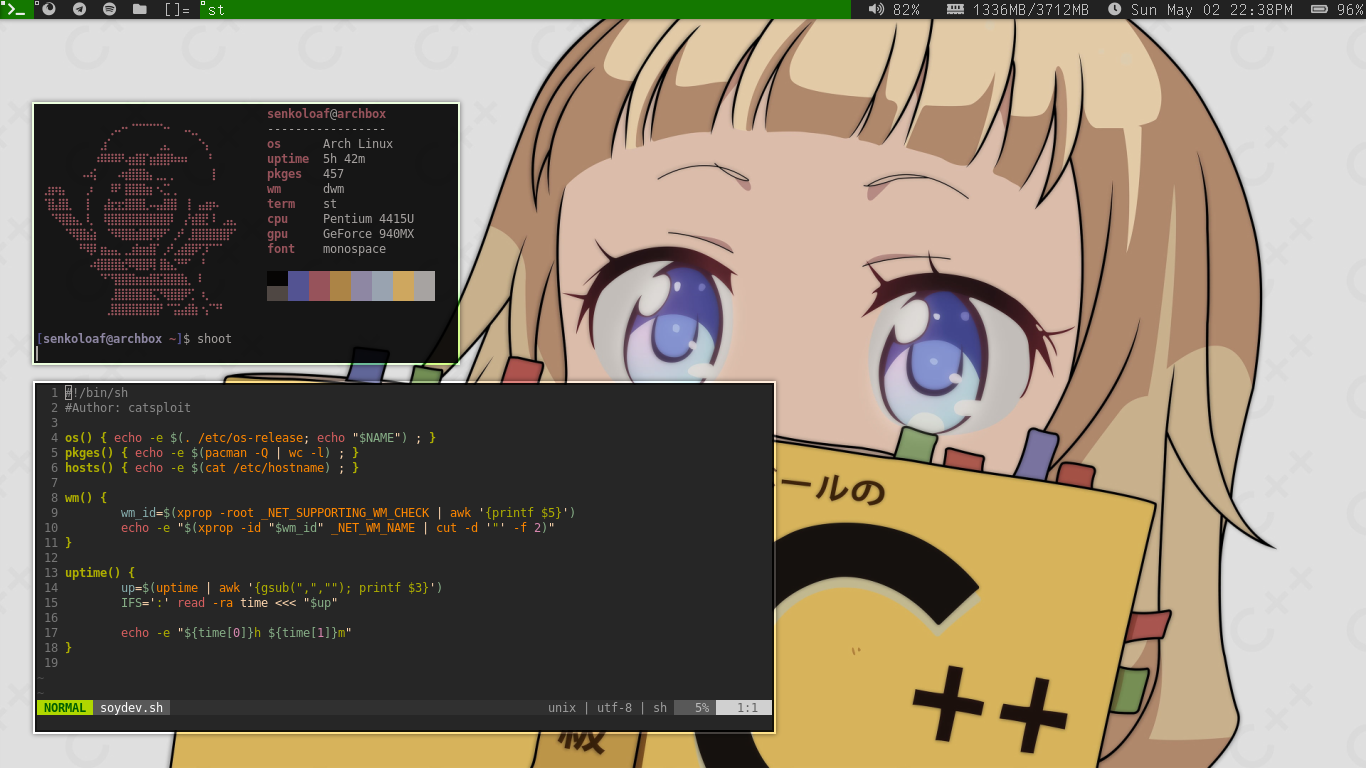 []= st 82% 1336MB/3712MB Sun May 02 22:38PM 96%
senkoloaf@archbox
-----------------
os Arch Linux
uptime 5h 42m
pkges 457
wm dwm
term st
cpu Pentium 4415U
gpu GeForce 940MX
font monospace
[senkoloaf@archbox ~]$ shoot
1 #!/bin/sh
2 #Author: catsploit
3
4 os() { echo -e $(. /etc/os-release; echo "$NAME") ; }
5 pkges() { echo -e $(pacman -Q | wc -l) ; }
6 hosts() { echo -e $(cat /etc/hostname) ; }
7
8 wm() {
9 wm_id=$(xprop -root _NET_SUPPORTING_WM_CHECK | awk '{printf $5}')
10 echo -e "$(xprop -id "$wm_id" _NET_WM_NAME | cut -d '"' -f 2)"
11 }
12
13 uptime() {
14 up=$(uptime | awk '{gsub(",",""); printf $3}')
15 IFS=':' read -ra time <<< "$up"
16
17 echo -e "${time[0]}h ${time[1]}m"
18 }
19
~
~
NORMAL soydev.sh unix | utf-8 | sh 5% 1:1
ールの
C++
級